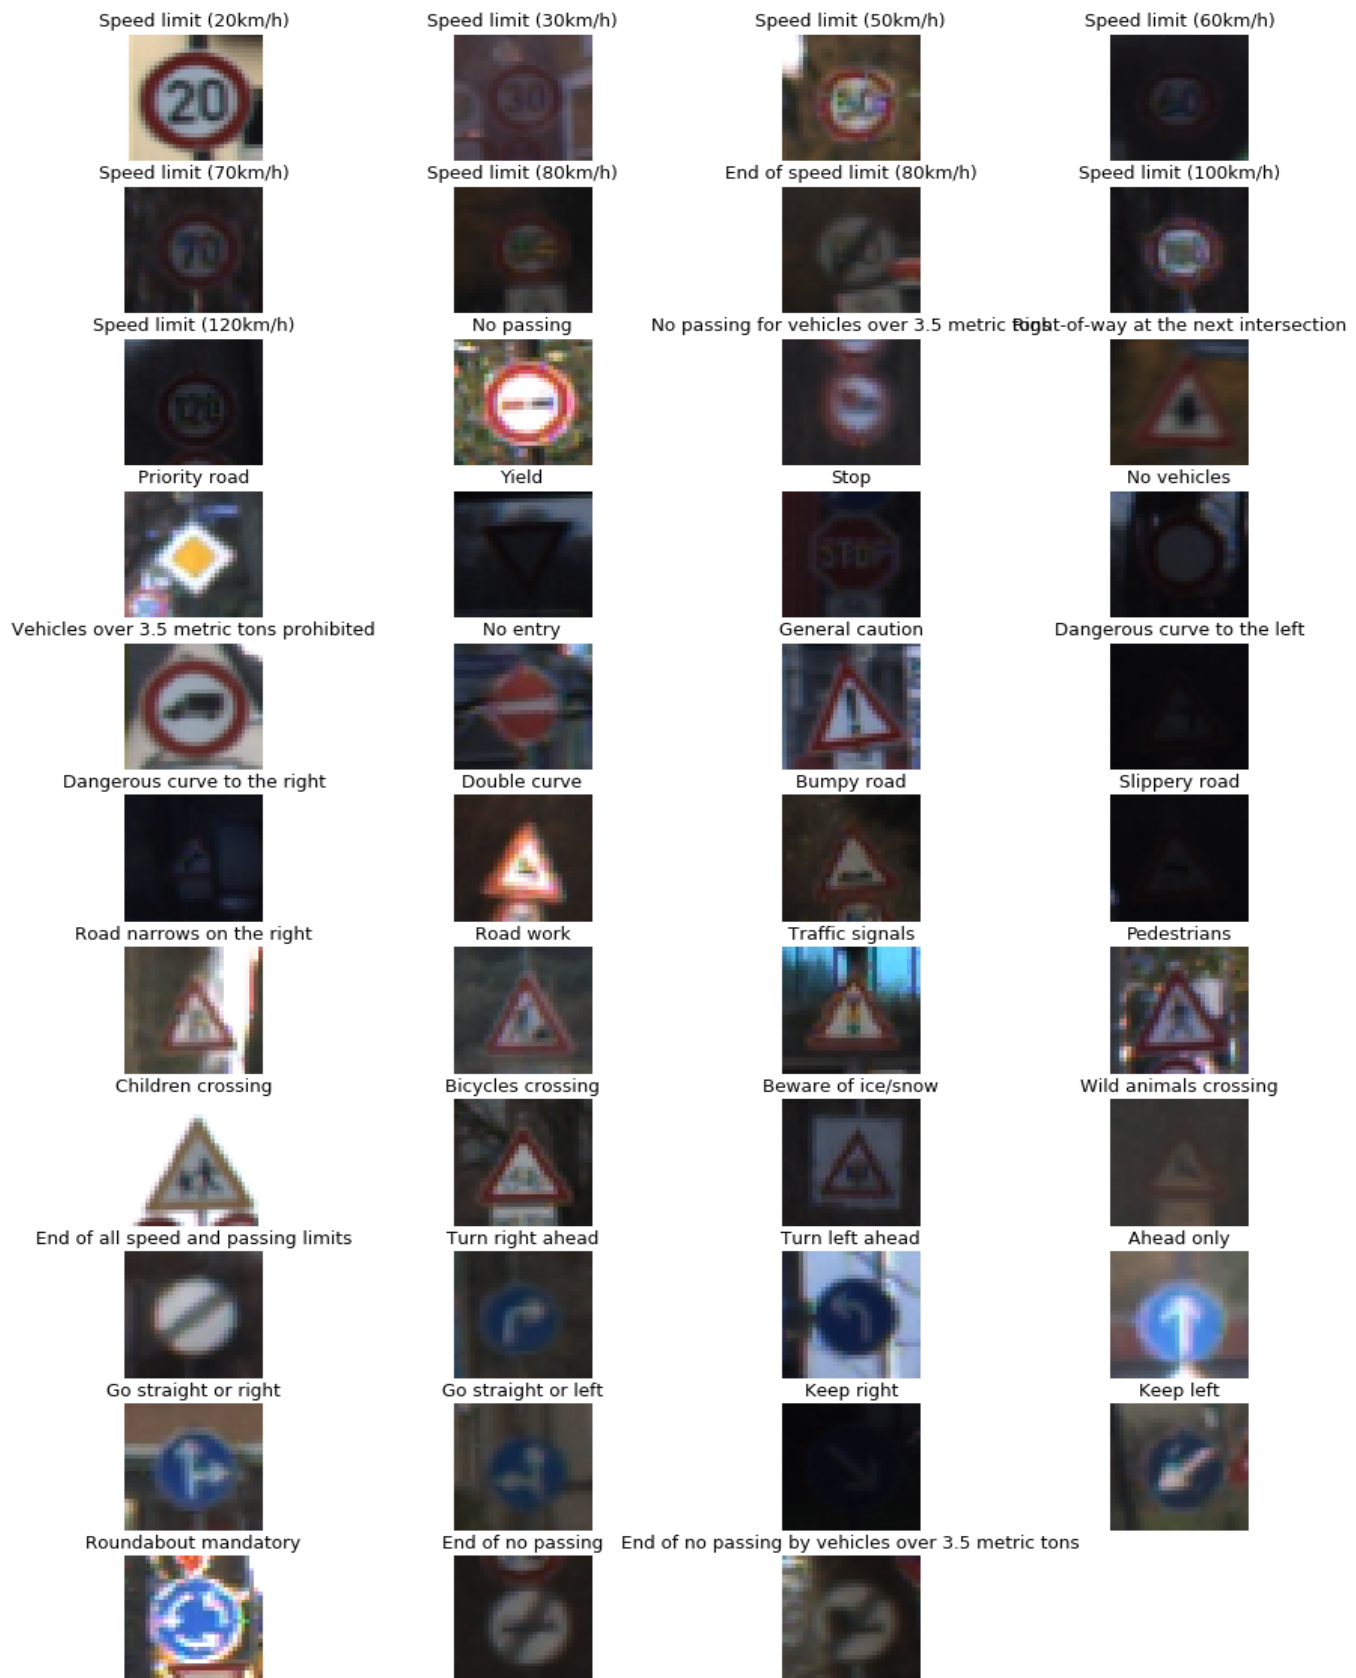 Speed limit (20km/h)
Speed limit (30km/h)
Speed limit (50km/h)
Speed limit (60km/h)
20
30
Speed limit (70km/h)
Speed limit (80km/h)
End of speed limit (80km/h)
Speed limit (100km/h)
70
Speed limit (120km/h)
No passing
No passing for vehicles over 3.5 metric tons
Right-of-way at the next intersection
120
Priority road
Yield
Stop
No vehicles
STOP
Vehicles over 3.5 metric tons prohibited
No entry
General caution
Dangerous curve to the left
Dangerous curve to the right
Double curve
Bumpy road
Slippery road
Road narrows on the right
Road work
Traffic signals
Pedestrians
Children crossing
Bicycles crossing
Beware of ice/snow
Wild animals crossing
End of all speed and passing limits
Turn right ahead
Turn left ahead
Ahead only
Go straight or right
Go straight or left
Keep right
Keep left
Roundabout mandatory
End of no passing
End of no passing by vehicles over 3.5 metric tons